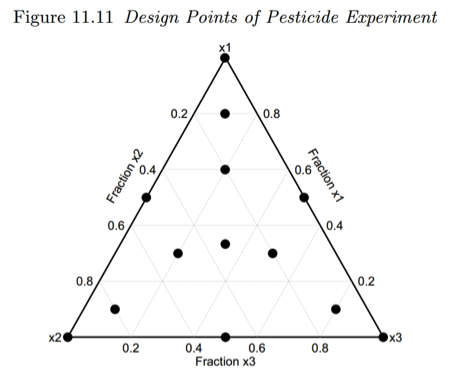 Figure 11.11 Design Points of Pesticide Experiment
x1
0.2 0.8
Fraction x2
Fraction x1
0.4 0.6
0.6 0.4
0.8 0.2
x2 x3
0.2 0.4 0.6 0.8
Fraction x3